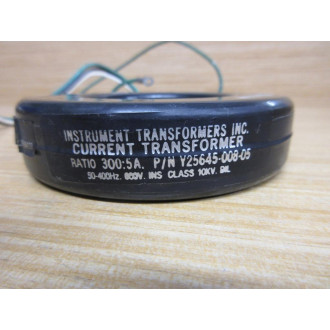 INSTRUMENT TRANSFORMERS INC.
CURRENT TRANSFORMER
RATIO 300:5A. P/N Y25645-008-05
50-400Hz. 600V. INS CLASS 10KV. BIL